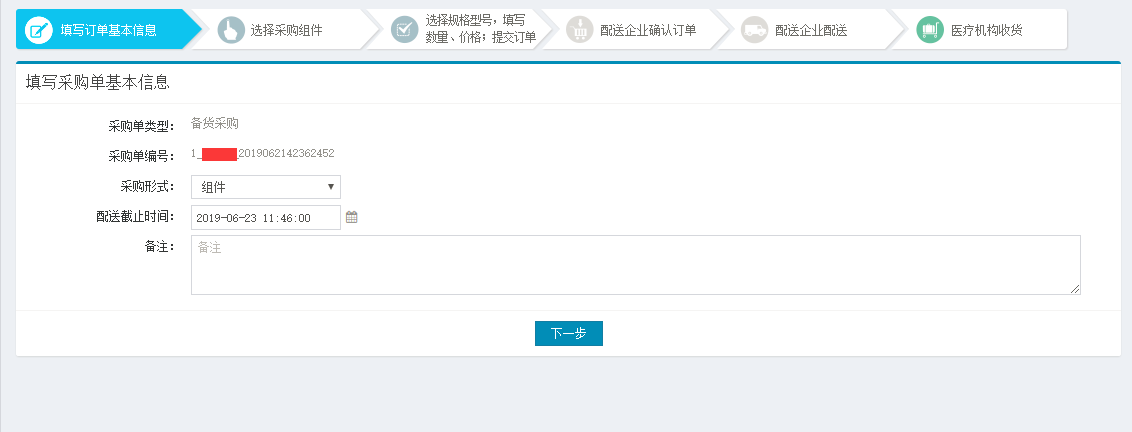 填写订单基本信息
选择采购组件
选择规格型号，填写
数量、价格；提交订单
配送企业确认订单
配送企业配送
医疗机构收货
填写采购单基本信息
采购单类型：
备货采购
采购单编号：
1_
2019062142362452
采购形式：
组件
配送截止时间：
2019-06-23 11:46:00
备注：
备注
下一步